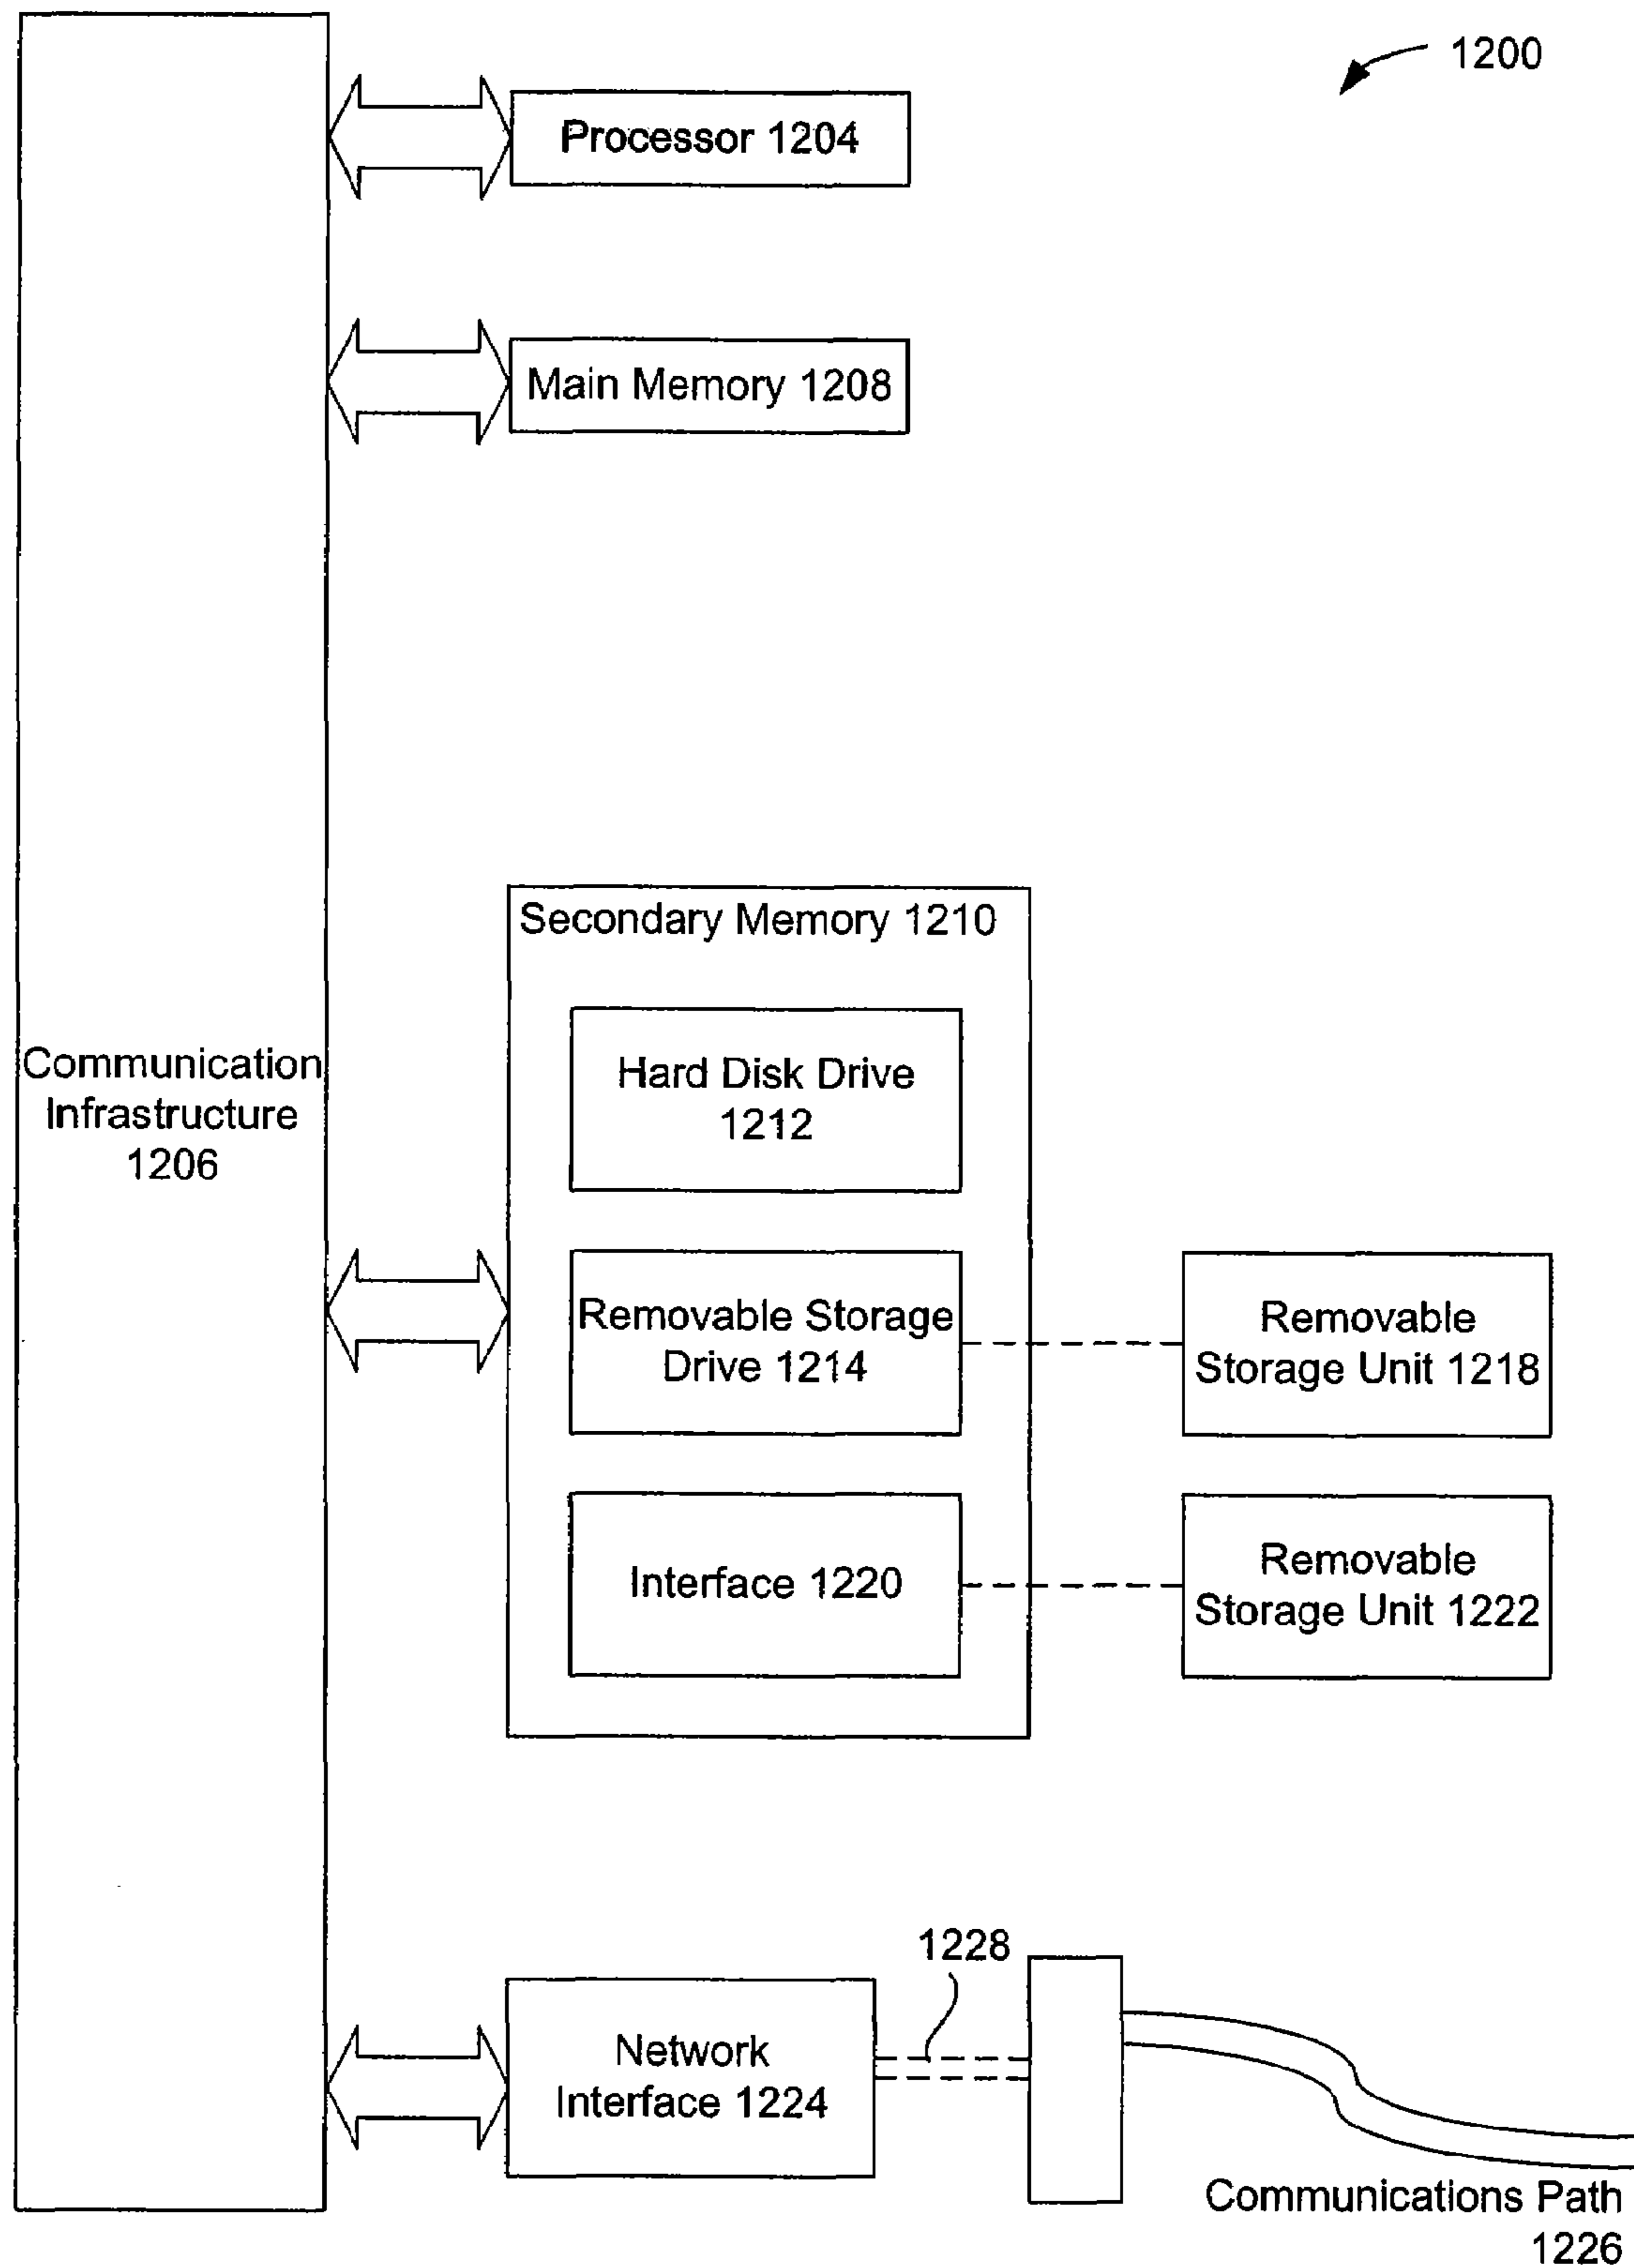 1200
Processor 1204
Main Memory 1208
Secondary Memory 1210
Communication
Infrastructure
1206
Hard Disk Drive
1212
Removable Storage
Drive 1214
Removable
Storage Unit 1218
Interface 1220
Removable
Storage Unit 1222
1228
Network
Interface 1224
Communications Path
1226